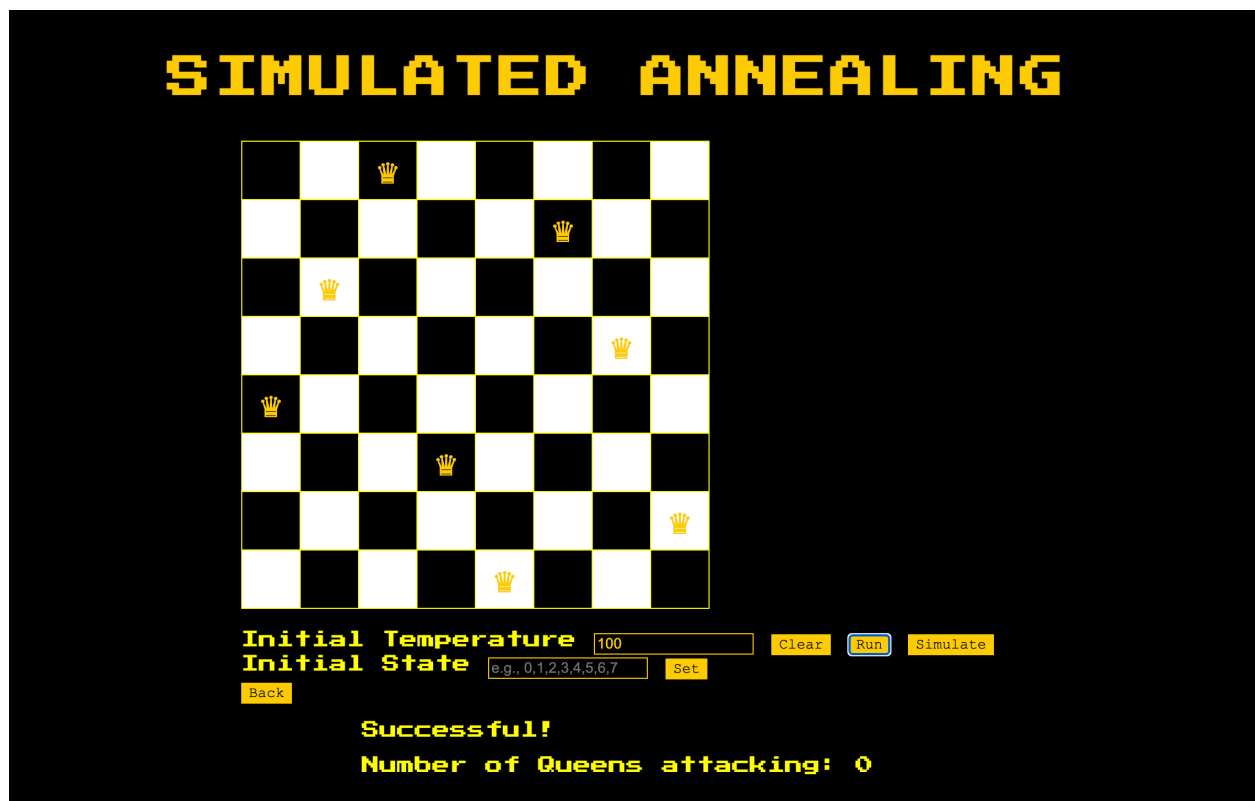 SIMULATED ANNEALING
Initial Temperature 100 Clear Run Simulate
Initial State e.g., 0,1,2,3,4,5,6,7 Set
Back
Successful!
Number of Queens attacking: 0